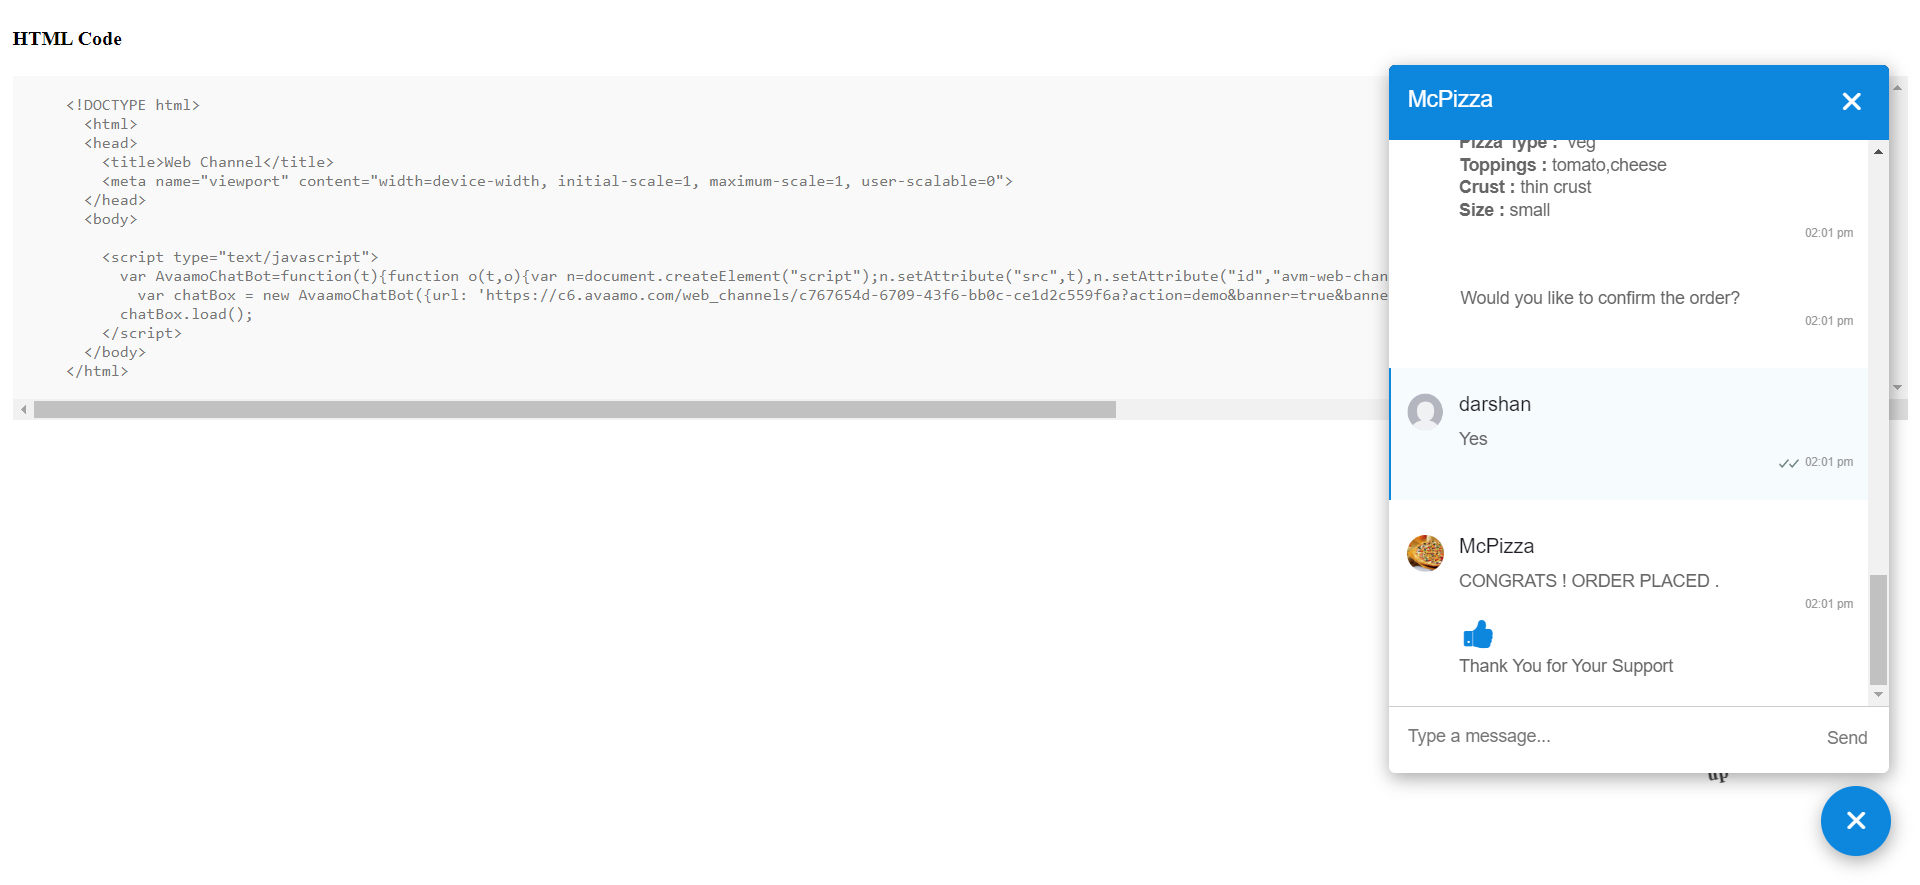 HTML Code
<!DOCTYPE html>
<html>
<head>
<title>Web Channel</title>
<meta name="viewport" content="width=device-width, initial-scale=1, maximum-scale=1, user-scalable=0">
</head>
<body>
<script type="text/javascript">
var AvaamoChatBot=function(t){function o(t,o){var n=document.createElement("script");n.setAttribute("src",t),n.setAttribute("id","avm-web-chan
var chatBox = new AvaamoChatBot({url: 'https://c6.avaamo.com/web_channels/c767654d-6709-43f6-bb0c-ce1d2c559f6a?action=demo&banner=true&banne
chatBox.load();
</script>
</body>
</html>
McPizza
Pizza Type : Veg
Toppings : tomato,cheese
Crust : thin crust
Size : small
02:01 pm
Would you like to confirm the order?
02:01 pm
darshan
Yes
02:01 pm
McPizza
CONGRATS ! ORDER PLACED .
02:01 pm
Thank You for Your Support
Type a message...
Send
up